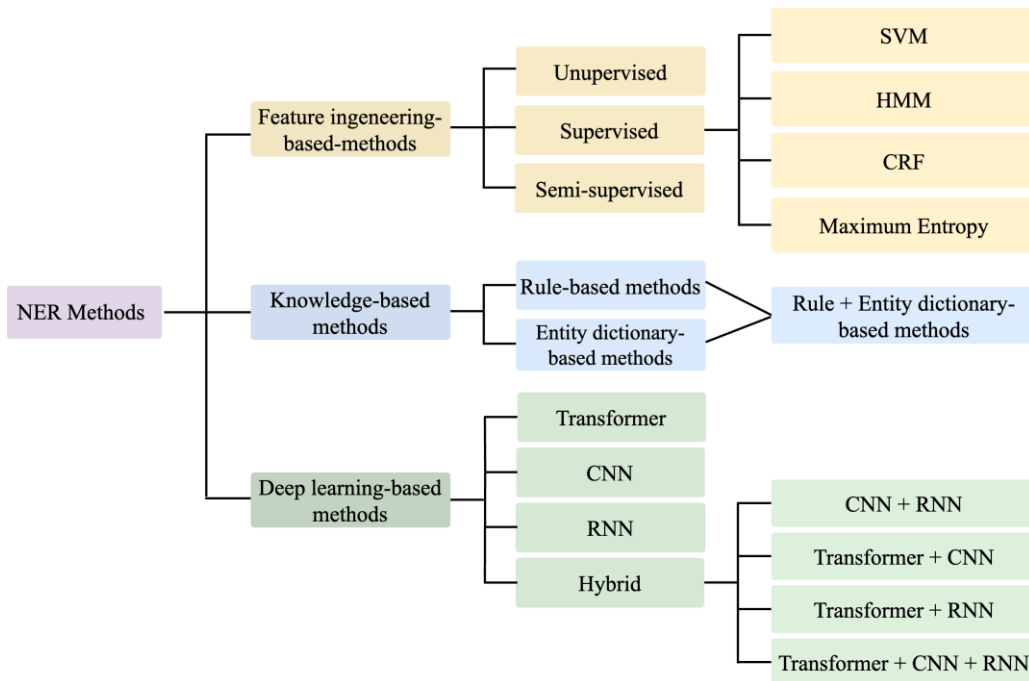 NER Methods
Feature ingeneering-
based-methods
Unupervised
Supervised
Semi-supervised
SVM
HMM
CRF
Maximum Entropy
Knowledge-based
methods
Rule-based methods
Entity dictionary-
based methods
Rule + Entity dictionary-
based methods
Deep learning-based
methods
Transformer
CNN
RNN
Hybrid
CNN + RNN
Transformer + CNN
Transformer + RNN
Transformer + CNN + RNN